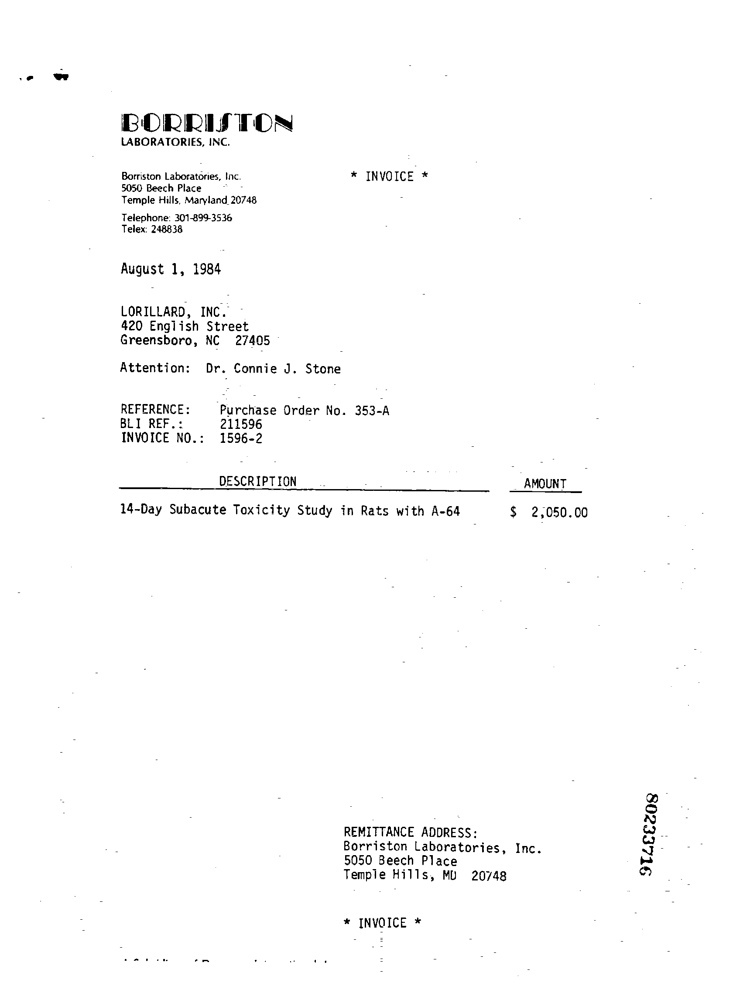 BORRISTON
LABORATORIES, INC.
Borriston Laboratories, Inc.
5050 Beech Place
Temple Hills, Maryland 20748
Telephone: 301-899-3536
Telex: 248838
* INVOICE *
August 1, 1984
LORILLARD, INC.
420 English Street
Greensboro, NC 27405
Attention: Dr. Connie J. Stone
REFERENCE: Purchase Order No. 353-A
BLI REF.: 211596
INVOICE NO.: 1596-2
DESCRIPTION AMOUNT
14-Day Subacute Toxicity Study in Rats with A-64 $ 2,050.00
REMITTANCE ADDRESS:
Borriston Laboratories, Inc.
5050 Beech Place
Temple Hills, MD 20748
* INVOICE *
80233716